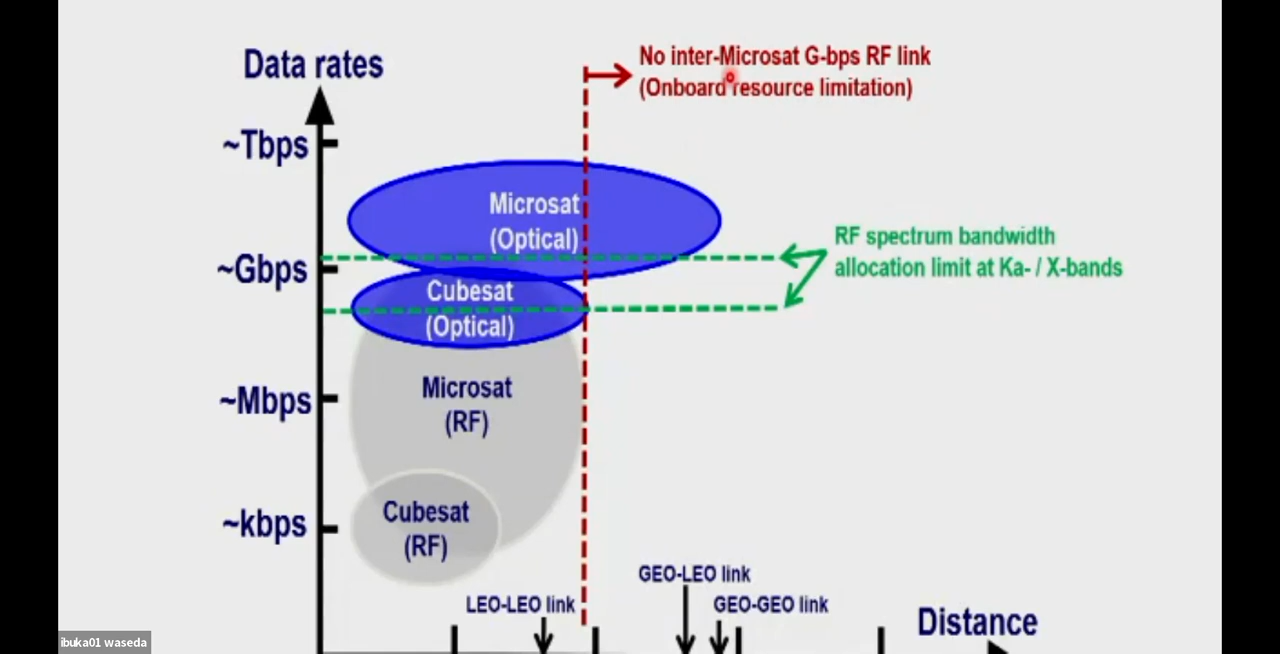 Data rates
No inter-Microsat G-bps RF link
(Onboard resource limitation)
~Tbps
Microsat
(Optical)
RF spectrum bandwidth
allocation limit at Ka- / X-bands
~Gbps
Cubesat
(Optical)
Microsat
(RF)
~Mbps
Cubesat
(RF)
~kbps
GEO-LEO link
LEO-LEO link
GEO-GEO link
Distance
ibuka01 waseda